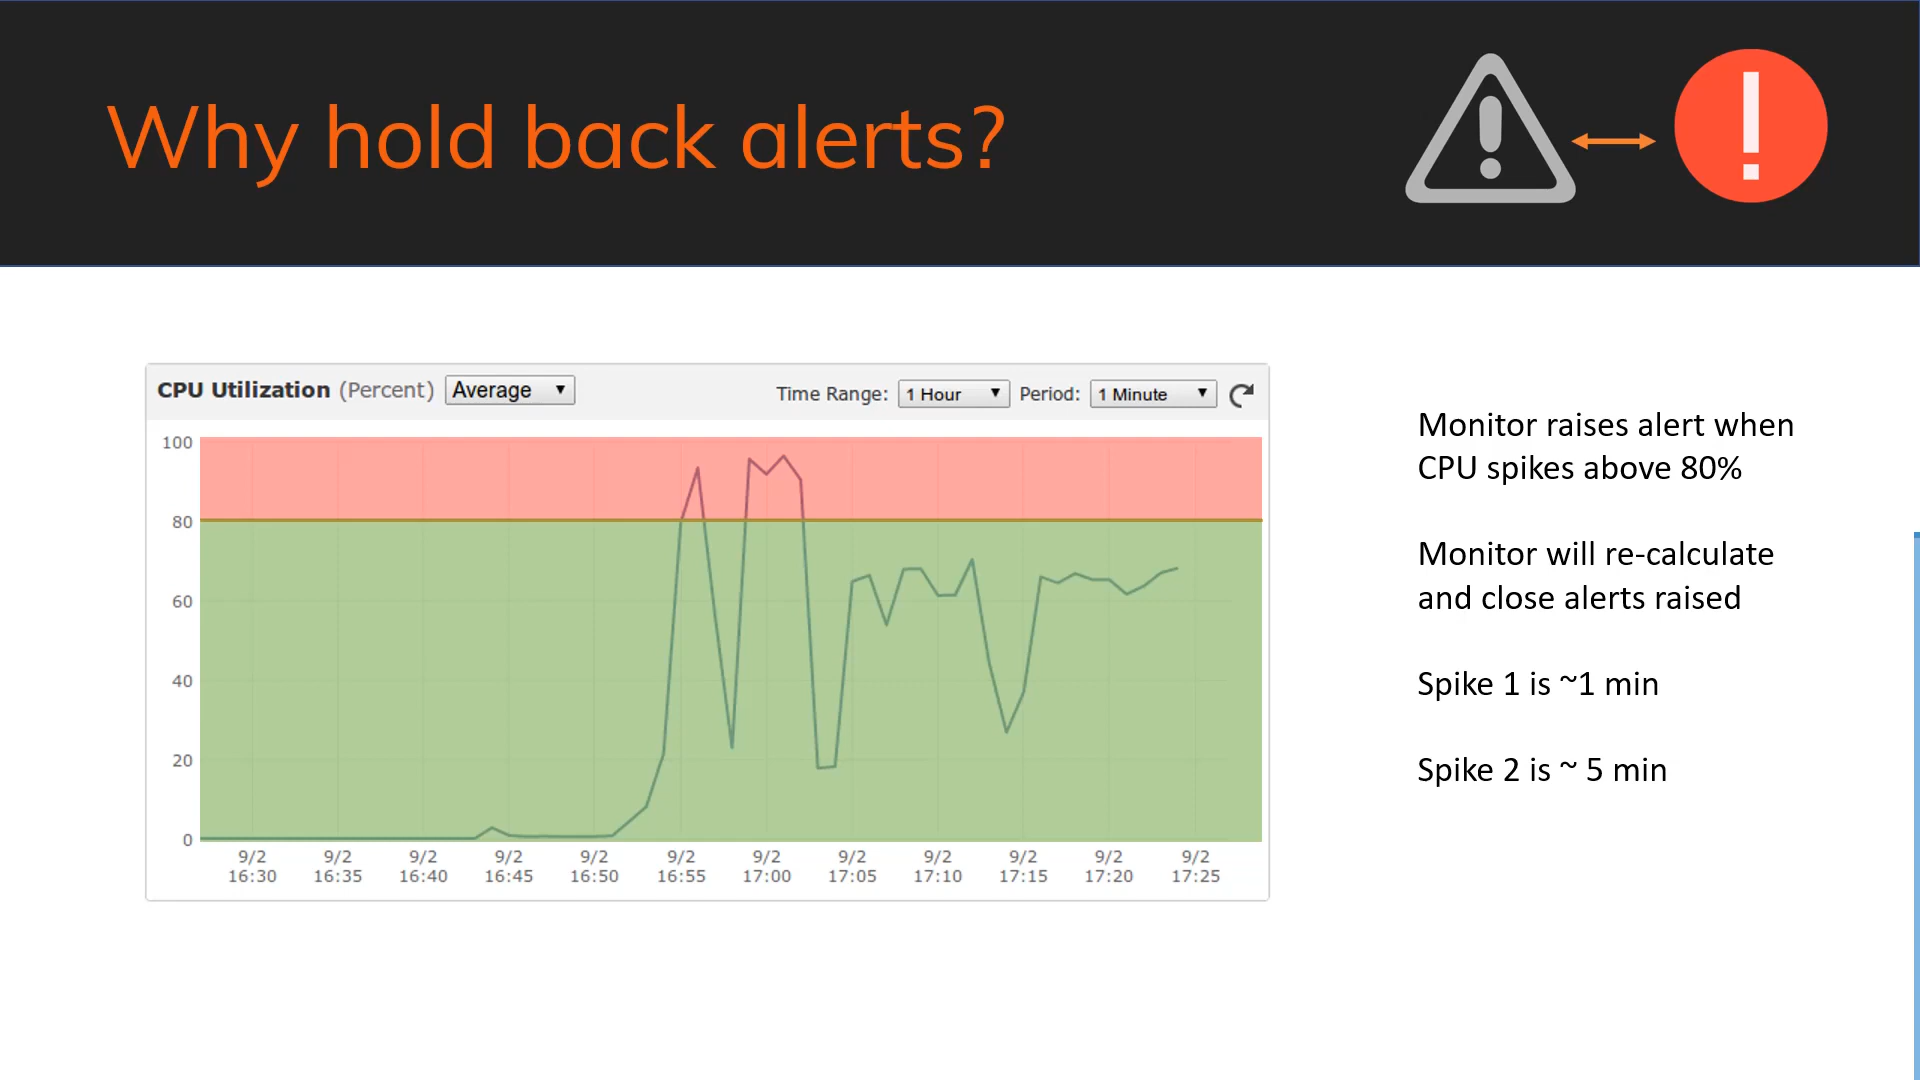 Why hold back alerts?
CPU Utilization (Percent) Average
Time Range: 1 Hour Period: 1 Minute
100
80
60
40
20
0
9/2 9/2 9/2 9/2 9/2 9/2 9/2 9/2 9/2 9/2 9/2 9/2
16:30 16:35 16:40 16:45 16:50 16:55 17:00 17:05 17:10 17:15 17:20 17:25
Monitor raises alert when
CPU spikes above 80%
Monitor will re-calculate
and close alerts raised
Spike 1 is ~1 min
Spike 2 is ~ 5 min